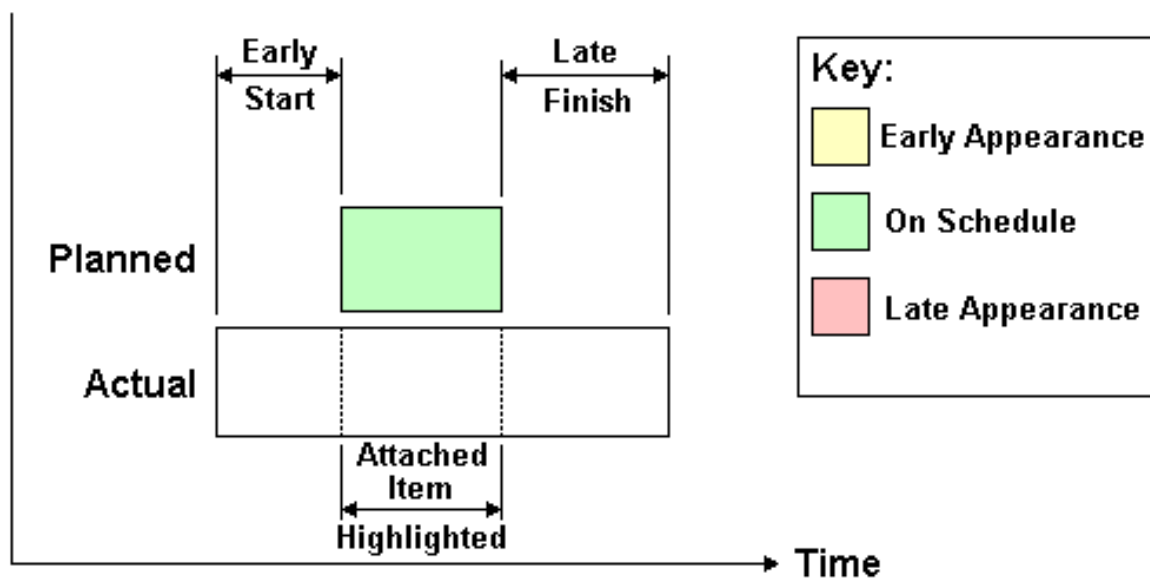 Early
Start
Late
Finish
Key:
Early Appearance
On Schedule
Late Appearance
Planned
Actual
Attached
Item
Highlighted
Time